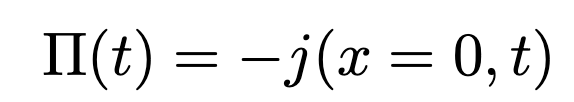 Π(t) = −j(x = 0, t)